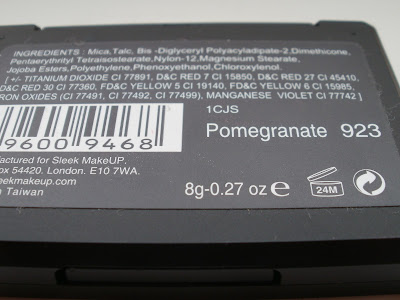 INGREDIENTS : Mica,Talc, Bis -Diglyceryl Polyacyladipate-2,Dimethicone,
Pentaerythrityl Tetraisostearate,Nylon-12,Magnesium Stearate,
Jojoba Esters,Polyethylene,Phenoxyethanol,Chloroxylenol.
[ +/- TITANIUM DIOXIDE CI 77891, D&C RED 7 CI 15850, D&C RED 27 CI 45410,
RED 30 CI 77360, FD&C YELLOW 5 CI 19140, FD&C YELLOW 6 CI 15985,
RON OXIDES (CI 77491, CI 77492, CI 77499), MANGANESE VIOLET CI 77742 ]
1CJS
Pomegranate 923
9600 9468
factured for Sleek MakeUP.
ox 54420. London. E10 7WA.
leekmakeup.com
n Taiwan
8g-0.27 oz e
24M